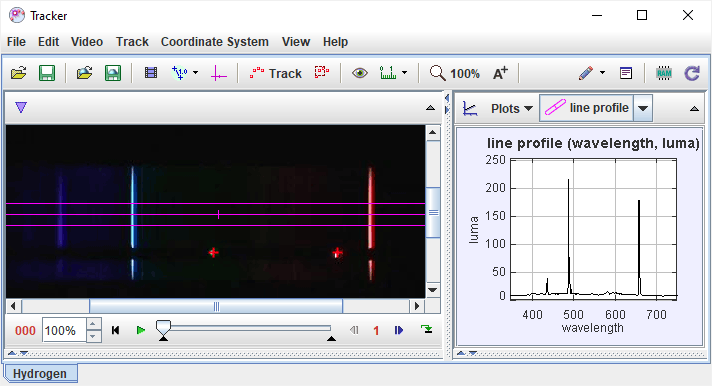 Tracker
File Edit Video Track Coordinate System View Help
Track 100% A+ RAM
Plots line profile
line profile (wavelength, luma)
250
200
150
100
50
0
luma
400 500 600 700
wavelength
000 100% 1
Hydrogen